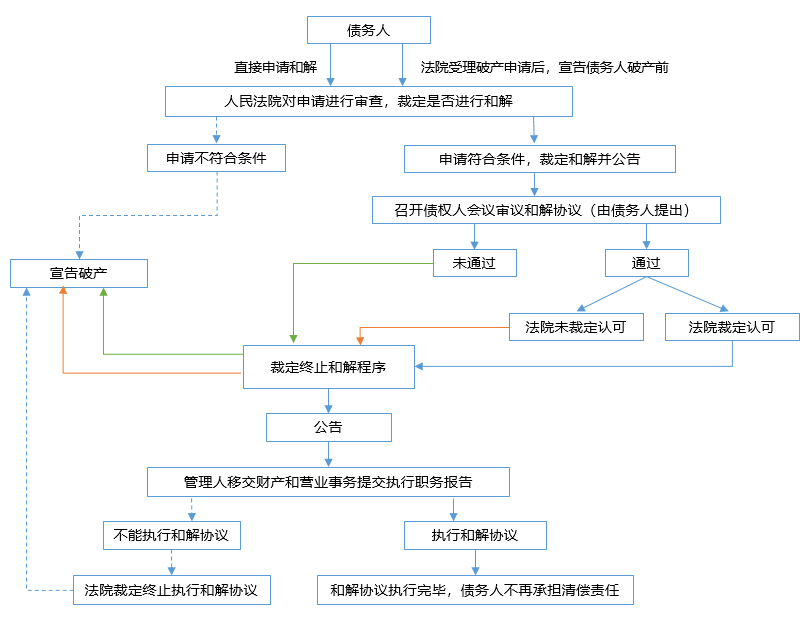 债务人
直接申请和解
法院受理破产申请后，宣告债务人破产前
人民法院对申请进行审查，裁定是否进行和解
申请不符合条件
申请符合条件，裁定和解并公告
召开债权人会议审议和解协议（由债务人提出）
宣告破产
未通过
通过
法院未裁定认可
法院裁定认可
裁定终止和解程序
公告
管理人移交财产和营业事务提交执行职务报告
不能执行和解协议
执行和解协议
法院裁定终止执行和解协议
和解协议执行完毕，债务人不再承担清偿责任